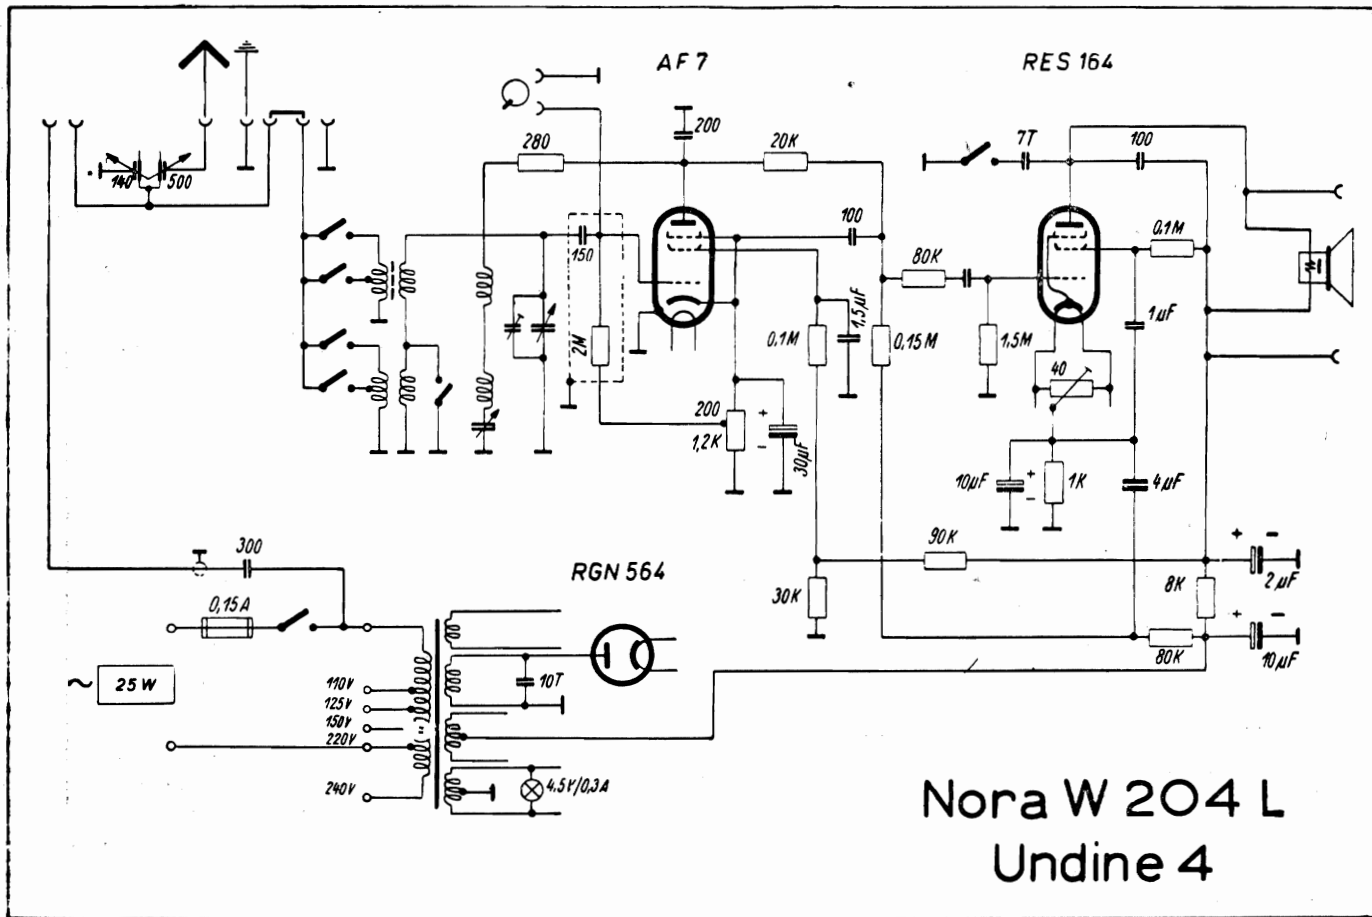 AF 7
RES 164
200
7T
100
280
20K
140
500
100
0,1M
150
80K
1,5µF
1µF
2M
0,1M
0,15M
1,5M
40
200
1,2K
+
-
30µF
10µF
+
-
1K
4µF
300
RGN 564
90K
+ -
2µF
0,15A
30K
8K
+ -
80K
10µF
~ 25 W
10T
110V
125V
150V
220V
240V
4,5V/0,3A
Nora W 204 L
Undine 4